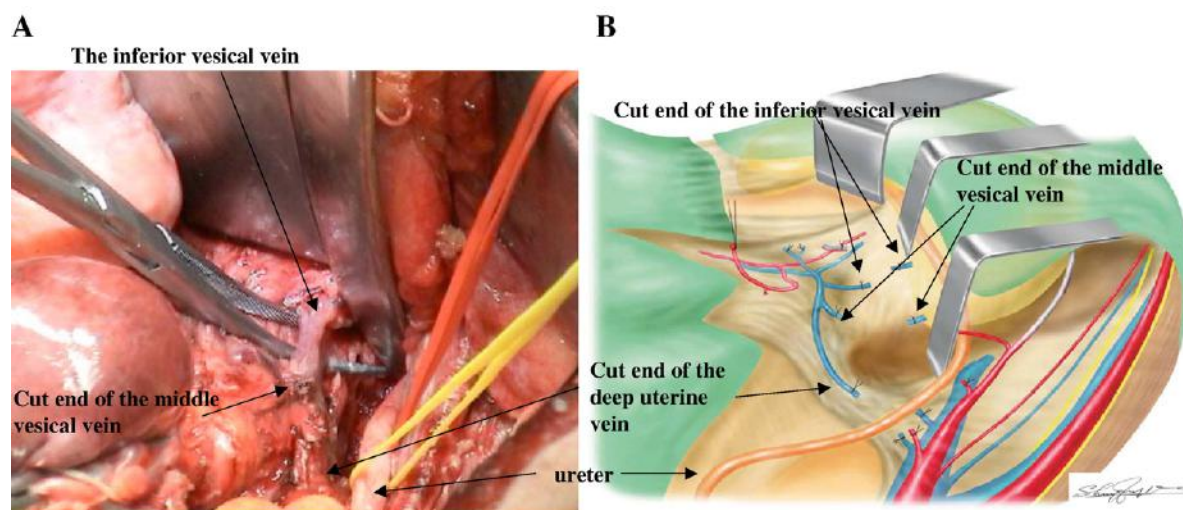 A
B
The inferior vesical vein
Cut end of the inferior vesical vein
Cut end of the middle
vesical vein
Cut end of the
deep uterine
vein
Cut end of the middle
vesical vein
ureter